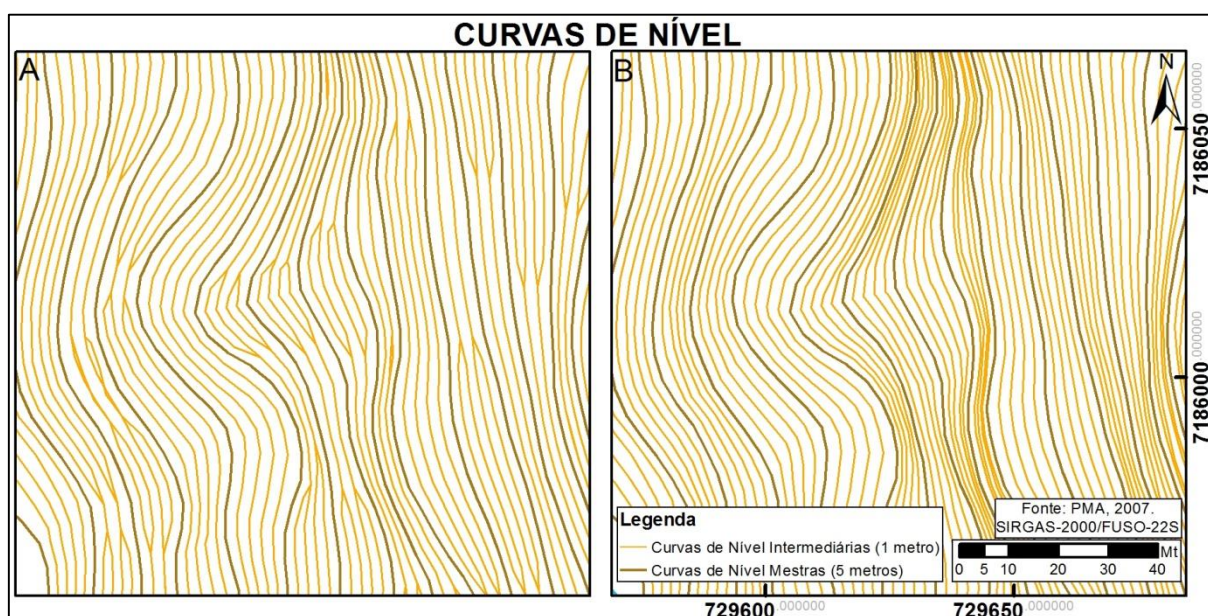 CURVAS DE NÍVEL
A
B
N
7186050,000000
7186000,000000
Legenda
Curvas de Nível Intermediárias (1 metro)
Curvas de Nível Mestras (5 metros)
Fonte: PMA, 2007.
SIRGAS-2000/FUSO-22S
Mt
0 5 10 20 30 40
729600,000000
729650,000000